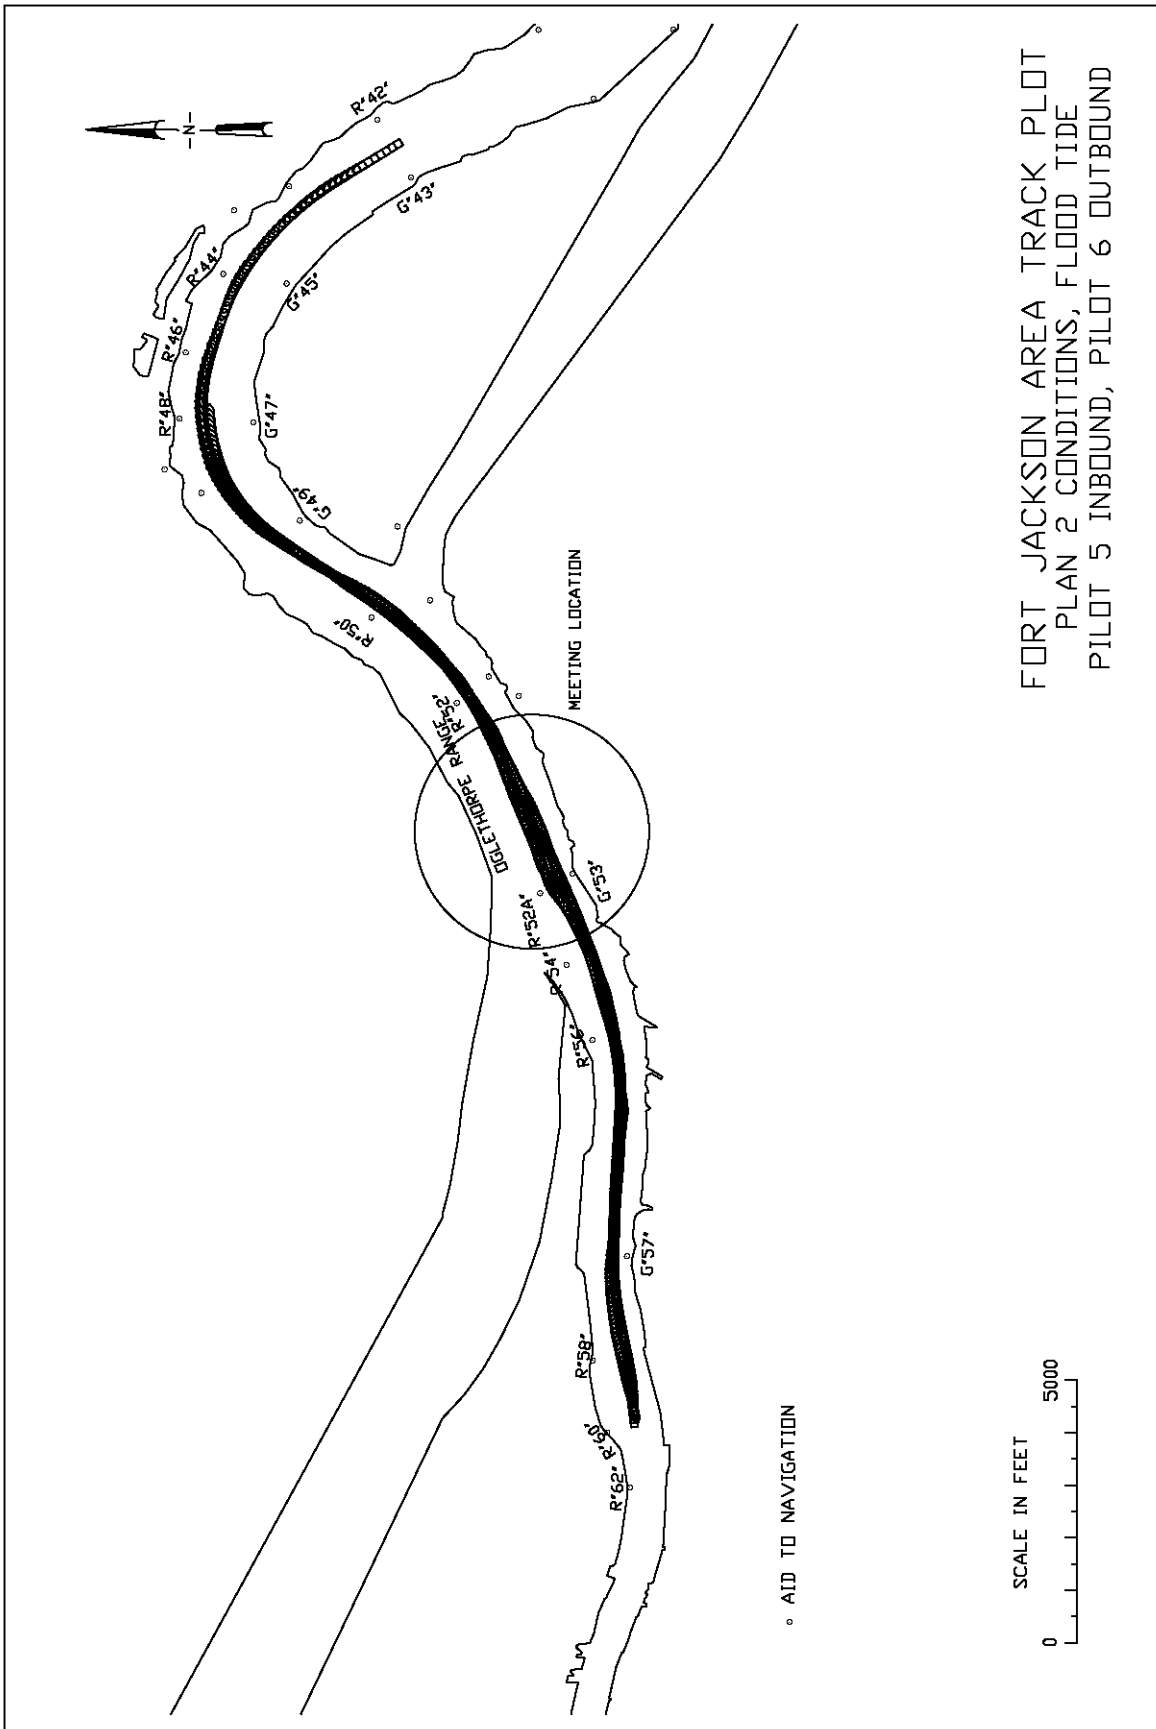 R"42"
-N-
R"44"
R"46"
R"48"
G"43"
G"45"
G"47"
G"49"
R"50"
R"52"
OGLETHORPE RANGE
MEETING LOCATION
R"52A"
G"53"
R"54"
R"56"
G"57"
R"58"
R"60"
R"62"
AID TO NAVIGATION
SCALE IN FEET
0 5000
FORT JACKSON AREA TRACK PLOT
PLAN 2 CONDITIONS, FLOOD TIDE
PILOT 5 INBOUND, PILOT 6 OUTBOUND